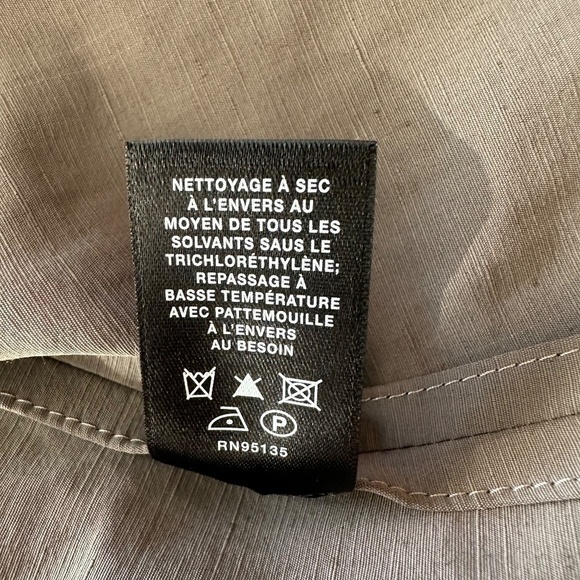 NETTOYAGE À SEC
À L'ENVERS AU
MOYEN DE TOUS LES
SOLVANTS SAUS LE
TRICHLORÉTHYLÈNE;
REPASSAGE À
BASSE TEMPÉRATURE
AVEC PATTEMOUILLE
À L'ENVERS
AU BESOIN
P
RN95135